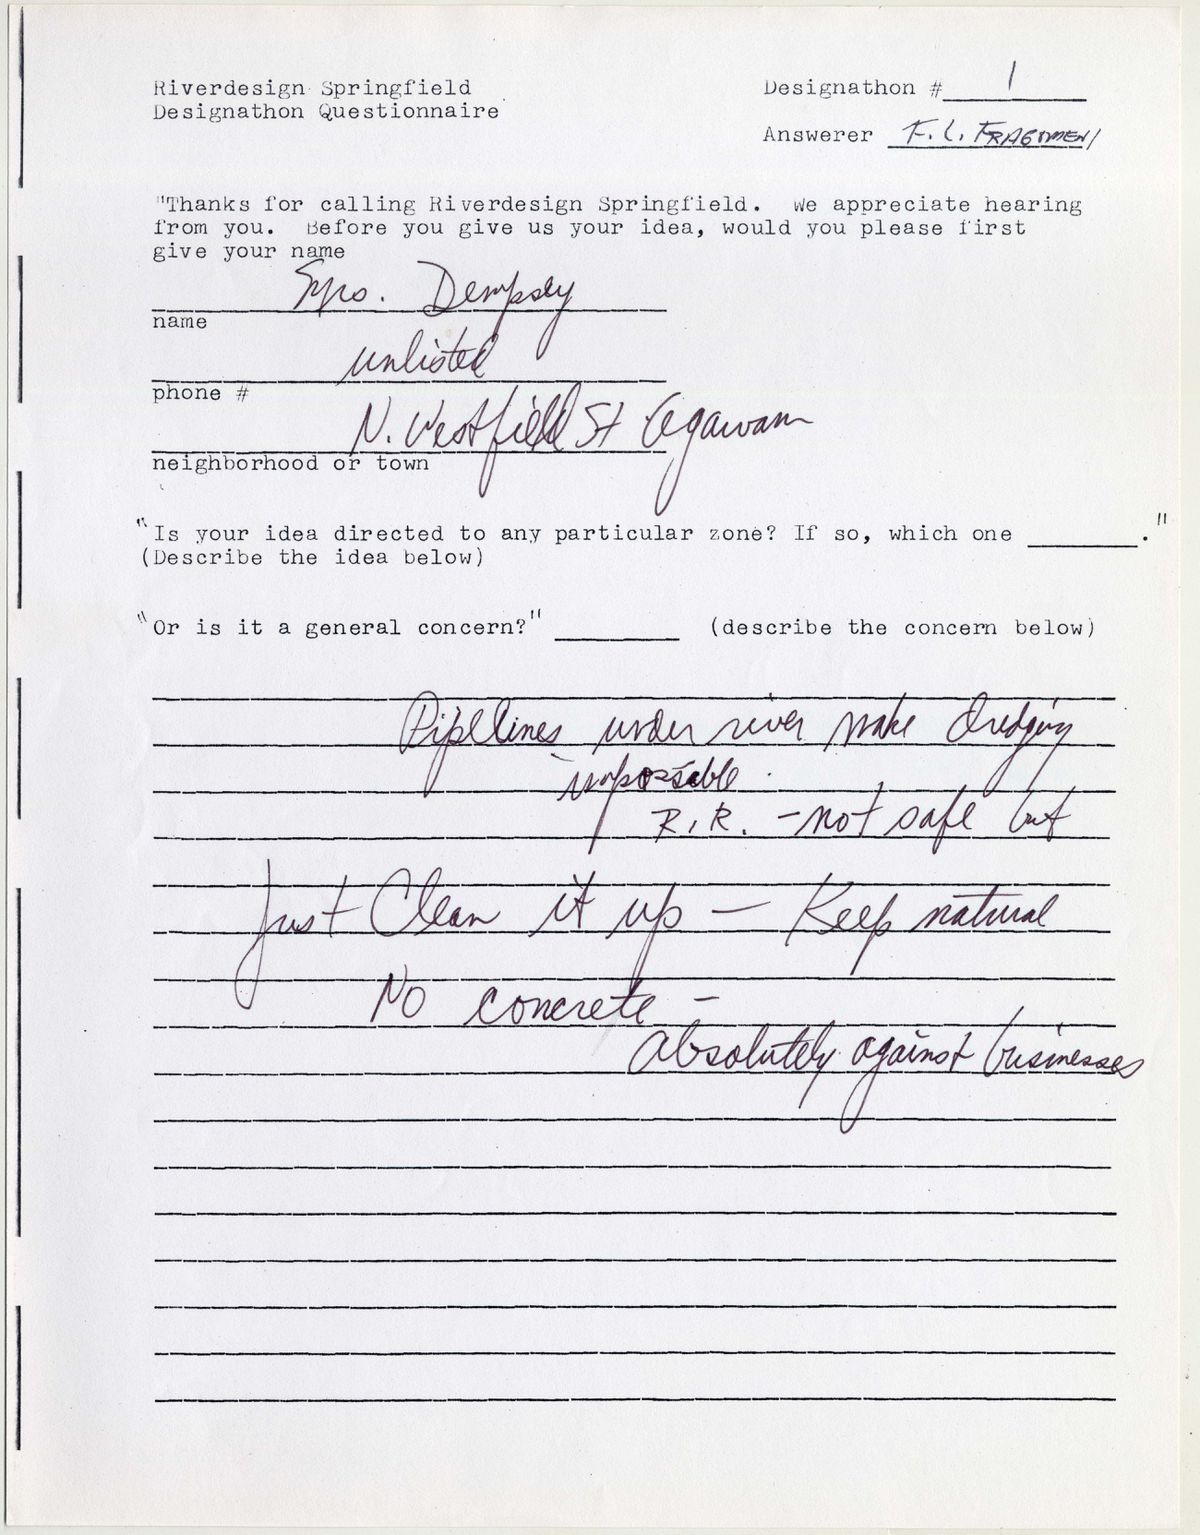 Riverdesign Springfield
Designathon Questionnaire
Designathon # 1
Answerer F. L.
"Thanks for calling Riverdesign Springfield. We appreciate hearing
from you. Before you give us your idea, would you please first
give your name
Mrs. Dempsey
name
unlisted
phone #
N. Westfield St Agawam
neighborhood or town
"Is your idea directed to any particular zone? If so, which one ________."
(Describe the idea below)
"Or is it a general concern?" ________ (describe the concern below)
Pipelines under river make dredging
impossible.
R.R. - not safe but
Just Clean it up — Keep natural
No concrete -
absolutely against businesses